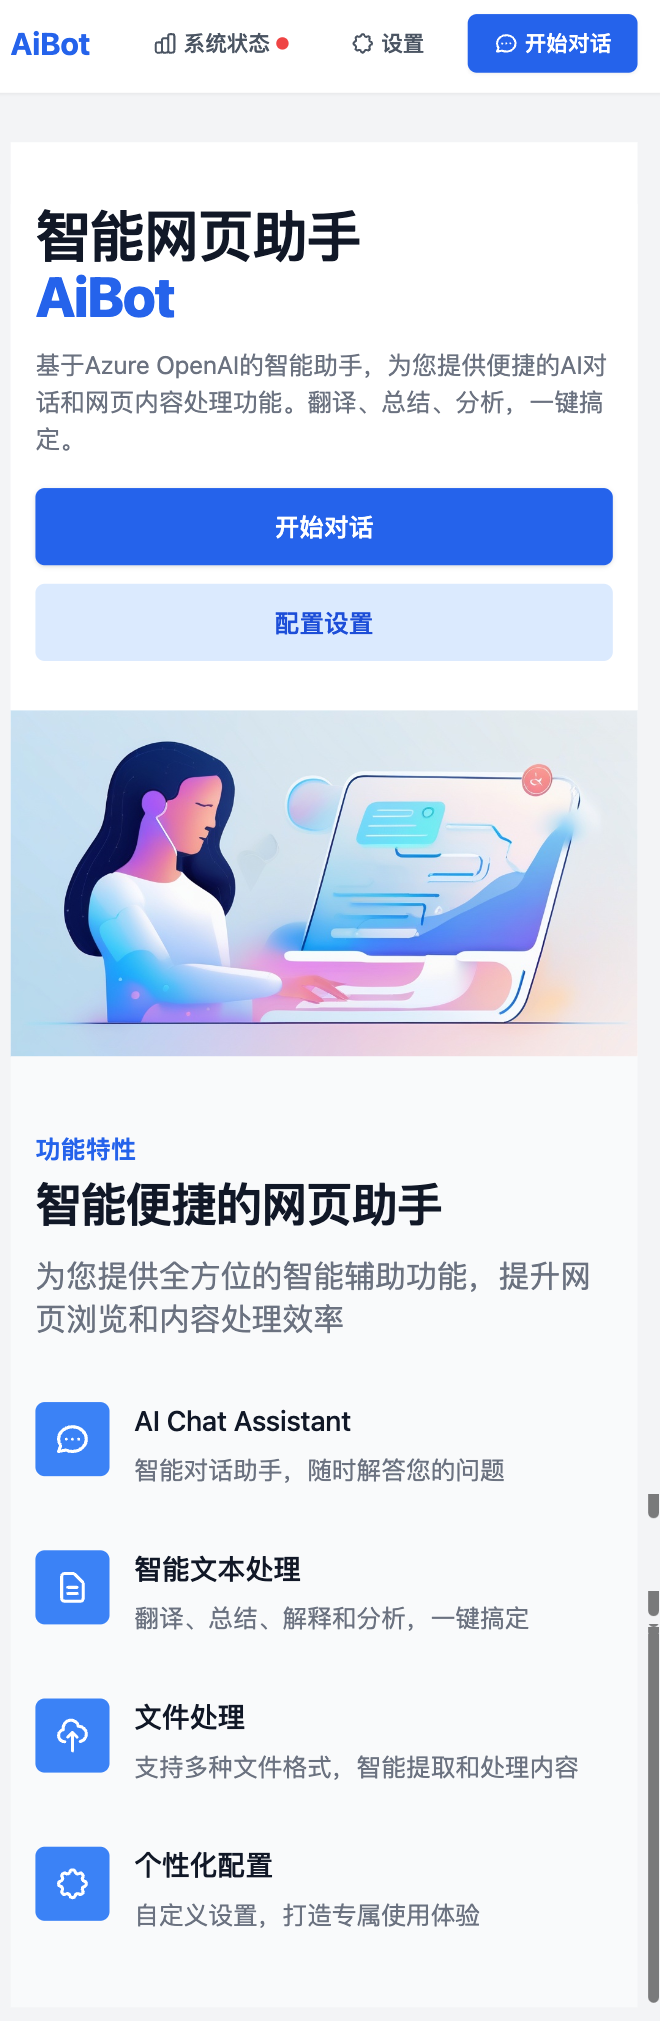 AiBot
系统状态
设置
开始对话
智能网页助手
AiBot
基于Azure OpenAI的智能助手，为您提供便捷的AI对
话和网页内容处理功能。翻译、总结、分析，一键搞
定。
开始对话
配置设置
功能特性
智能便捷的网页助手
为您提供全方位的智能辅助功能，提升网
页浏览和内容处理效率
AI Chat Assistant
智能对话助手，随时解答您的问题
智能文本处理
翻译、总结、解释和分析，一键搞定
文件处理
支持多种文件格式，智能提取和处理内容
个性化配置
自定义设置，打造专属使用体验